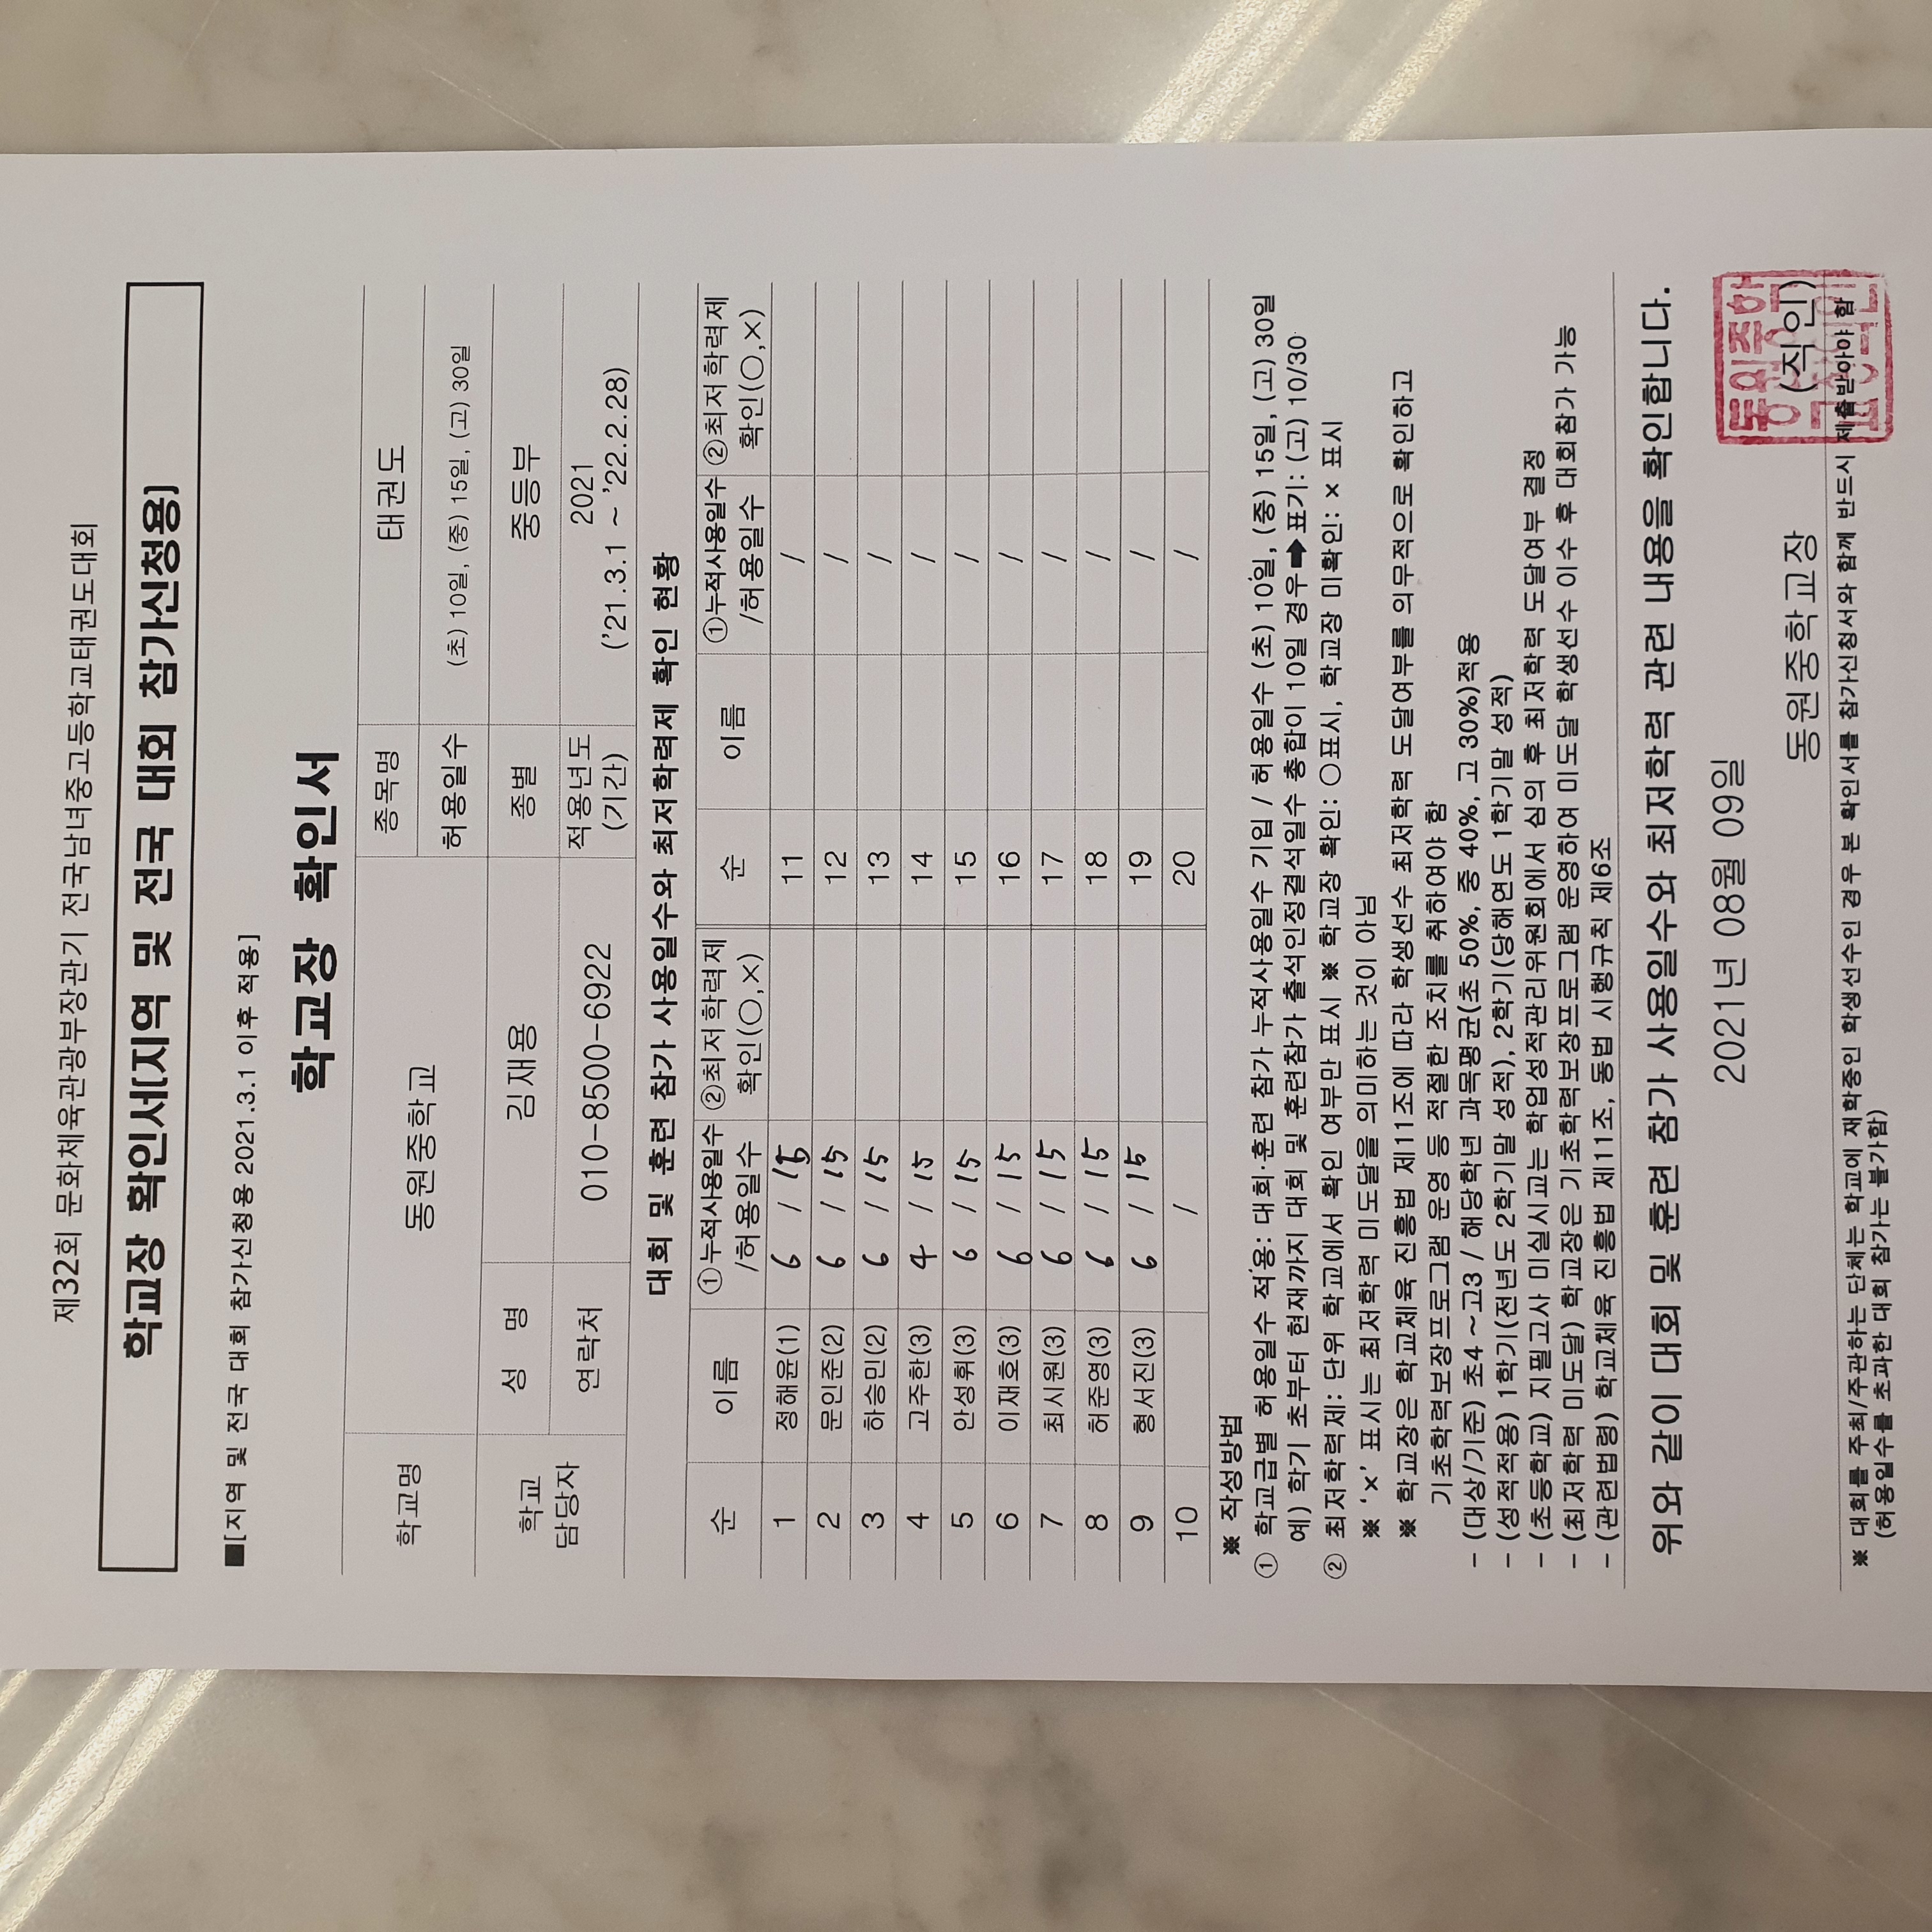 제32회 문화체육관광부장관기 전국남녀중고등학교태권도대회
학교장 확인서[지역 및 전국 대회 참가신청용]
■[지역 및 전국 대회 참가신청용 2021.3.1 이후 적용]
학교장 확인서
학교명 동원중학교 종목명 태권도
허용일수 (초) 10일, (중) 15일, (고) 30일
학교 담당자 성 명 김재용 종별 중등부
연락처 010-8500-6922 적용년도 (기간) 2021 ('21.3.1 ~ '22.2.28)
대회 및 훈련 참가 사용일수와 최저학력제 확인 현황
순 이름 ①누적사용일수 /허용일수 ②최저학력제 확인(○,×) 순 이름 ①누적사용일수 /허용일수 ②최저학력제 확인(○,×)
1 정해윤(1) 6 / 15 11 /
2 문인준(2) 6 / 15 12 /
3 하승민(2) 6 / 15 13 /
4 고주한(3) 4 / 15 14 /
5 안성휘(3) 6 / 15 15 /
6 이재호(3) 6 / 15 16 /
7 최시원(3) 6 / 15 17 /
8 허준영(3) 6 / 15 18 /
9 형서진(3) 6 / 15 19 /
10 / 20 /
※ 작성방법
① 학교급별 허용일수 적용: 대회·훈련 참가 누적사용일수 기입 / 허용일수 (초) 10일, (중) 15일, (고) 30일
예) 학기 초부터 현재까지 대회 및 훈련참가 출석인정결석일수 총합이 10일 경우➡표기: (고) 10/30
② 최저학력제: 단위 학교에서 확인 여부만 표시 ※ 학교장 확인: ○표시, 학교장 미확인: × 표시
※ '×' 표시는 최저학력 미도달을 의미하는 것이 아님
※ 학교장은 학교체육 진흥법 제11조에 따라 학생선수 최저학력 도달여부를 의무적으로 확인하고
기초학력보장프로그램 운영 등 적절한 조치를 취하여야 함
- (대상/기준) 초4 ~고3 / 해당학년 과목평균(초 50%, 중 40%, 고 30%)적용
- (성적적용) 1학기(전년도 2학기말 성적), 2학기(당해연도 1학기말 성적)
- (초등학교) 지필고사 미실시교는 학업성적관리위원회에서 심의 후 최저학력 도달여부 결정
- (최저학력 미도달) 학교장은 기초학력보장프로그램 운영하여 미도달 학생선수 이수 후 대회참가 가능
- (관련법령) 학교체육 진흥법 제11조, 동법 시행규칙 제6조
위와 같이 대회 및 훈련 참가 사용일수와 최저학력 관련 내용을 확인합니다.
2021년 08월 09일
동원중학교장 (직인)
※ 대회를 주최/주관하는 단체는 학교에 재학중인 학생선수인 경우 본 확인서를 참가신청서와 함께 반드시 제출받아야 함
(허용일수를 초과한 대회 참가는 불가함)